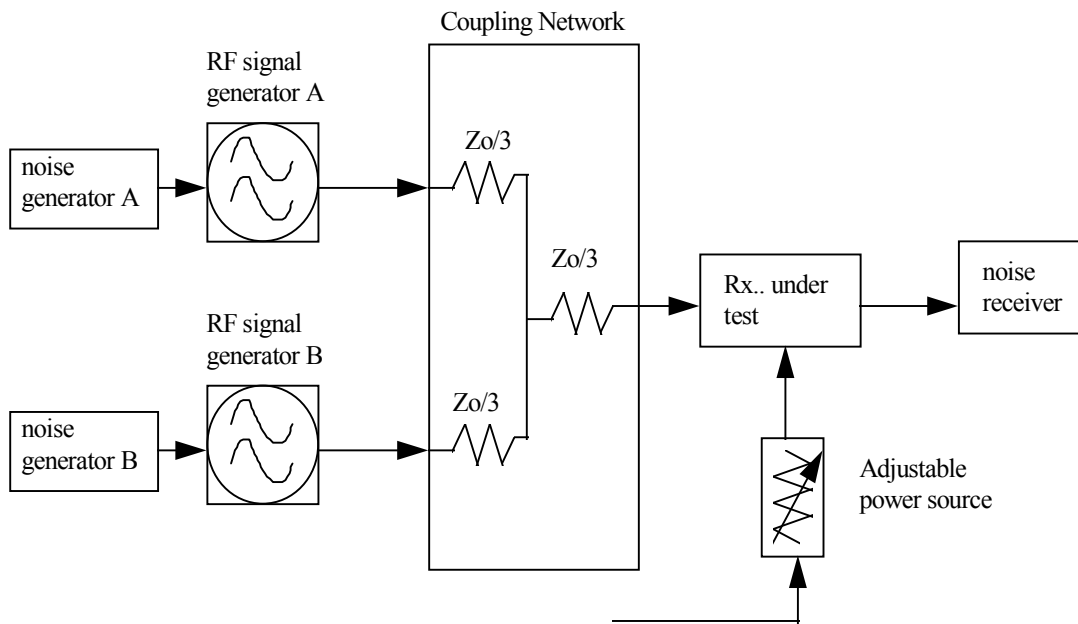 Coupling Network
RF signal
generator A
noise
generator A
Zo/3
Zo/3
Rx.. under
test
noise
receiver
RF signal
generator B
noise
generator B
Zo/3
Adjustable
power source